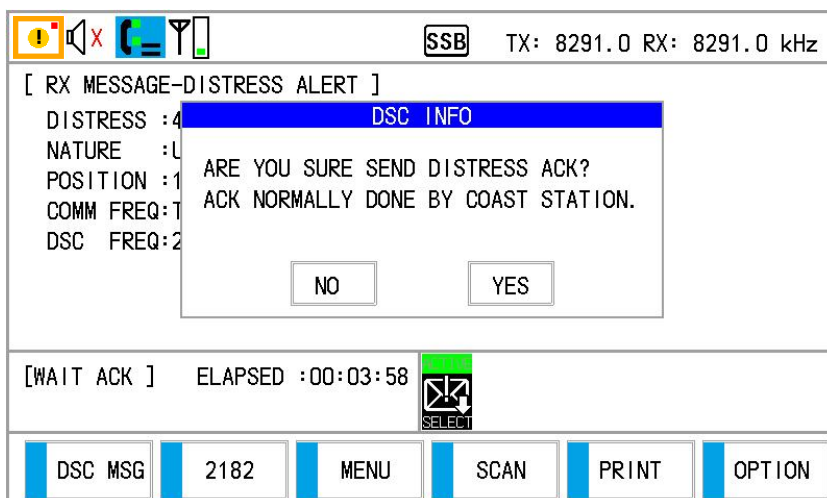 SSB TX: 8291.0 RX: 8291.0 kHz
[ RX MESSAGE-DISTRESS ALERT ]
DISTRESS :4
NATURE :U
POSITION :1
COMM FREQ:T
DSC FREQ:2
DSC INFO
ARE YOU SURE SEND DISTRESS ACK?
ACK NORMALLY DONE BY COAST STATION.
NO YES
[WAIT ACK ] ELAPSED :00:03:58
SELECT
DSC MSG 2182 MENU SCAN PRINT OPTION